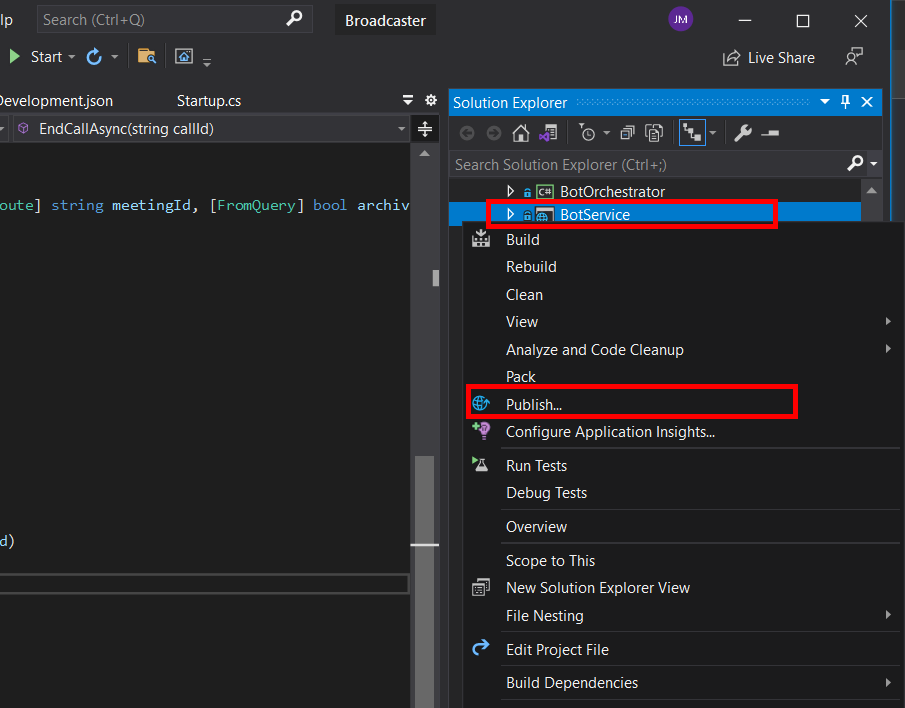 lp
Search (Ctrl+Q)
Broadcaster
JM
Start
Live Share
Development.json
Startup.cs
EndCallAsync(string callId)
Solution Explorer
Search Solution Explorer (Ctrl+;)
C# BotOrchestrator
BotService
oute] string meetingId, [FromQuery] bool archiv
d)
Build
Rebuild
Clean
View
Analyze and Code Cleanup
Pack
Publish...
Configure Application Insights...
Run Tests
Debug Tests
Overview
Scope to This
New Solution Explorer View
File Nesting
Edit Project File
Build Dependencies